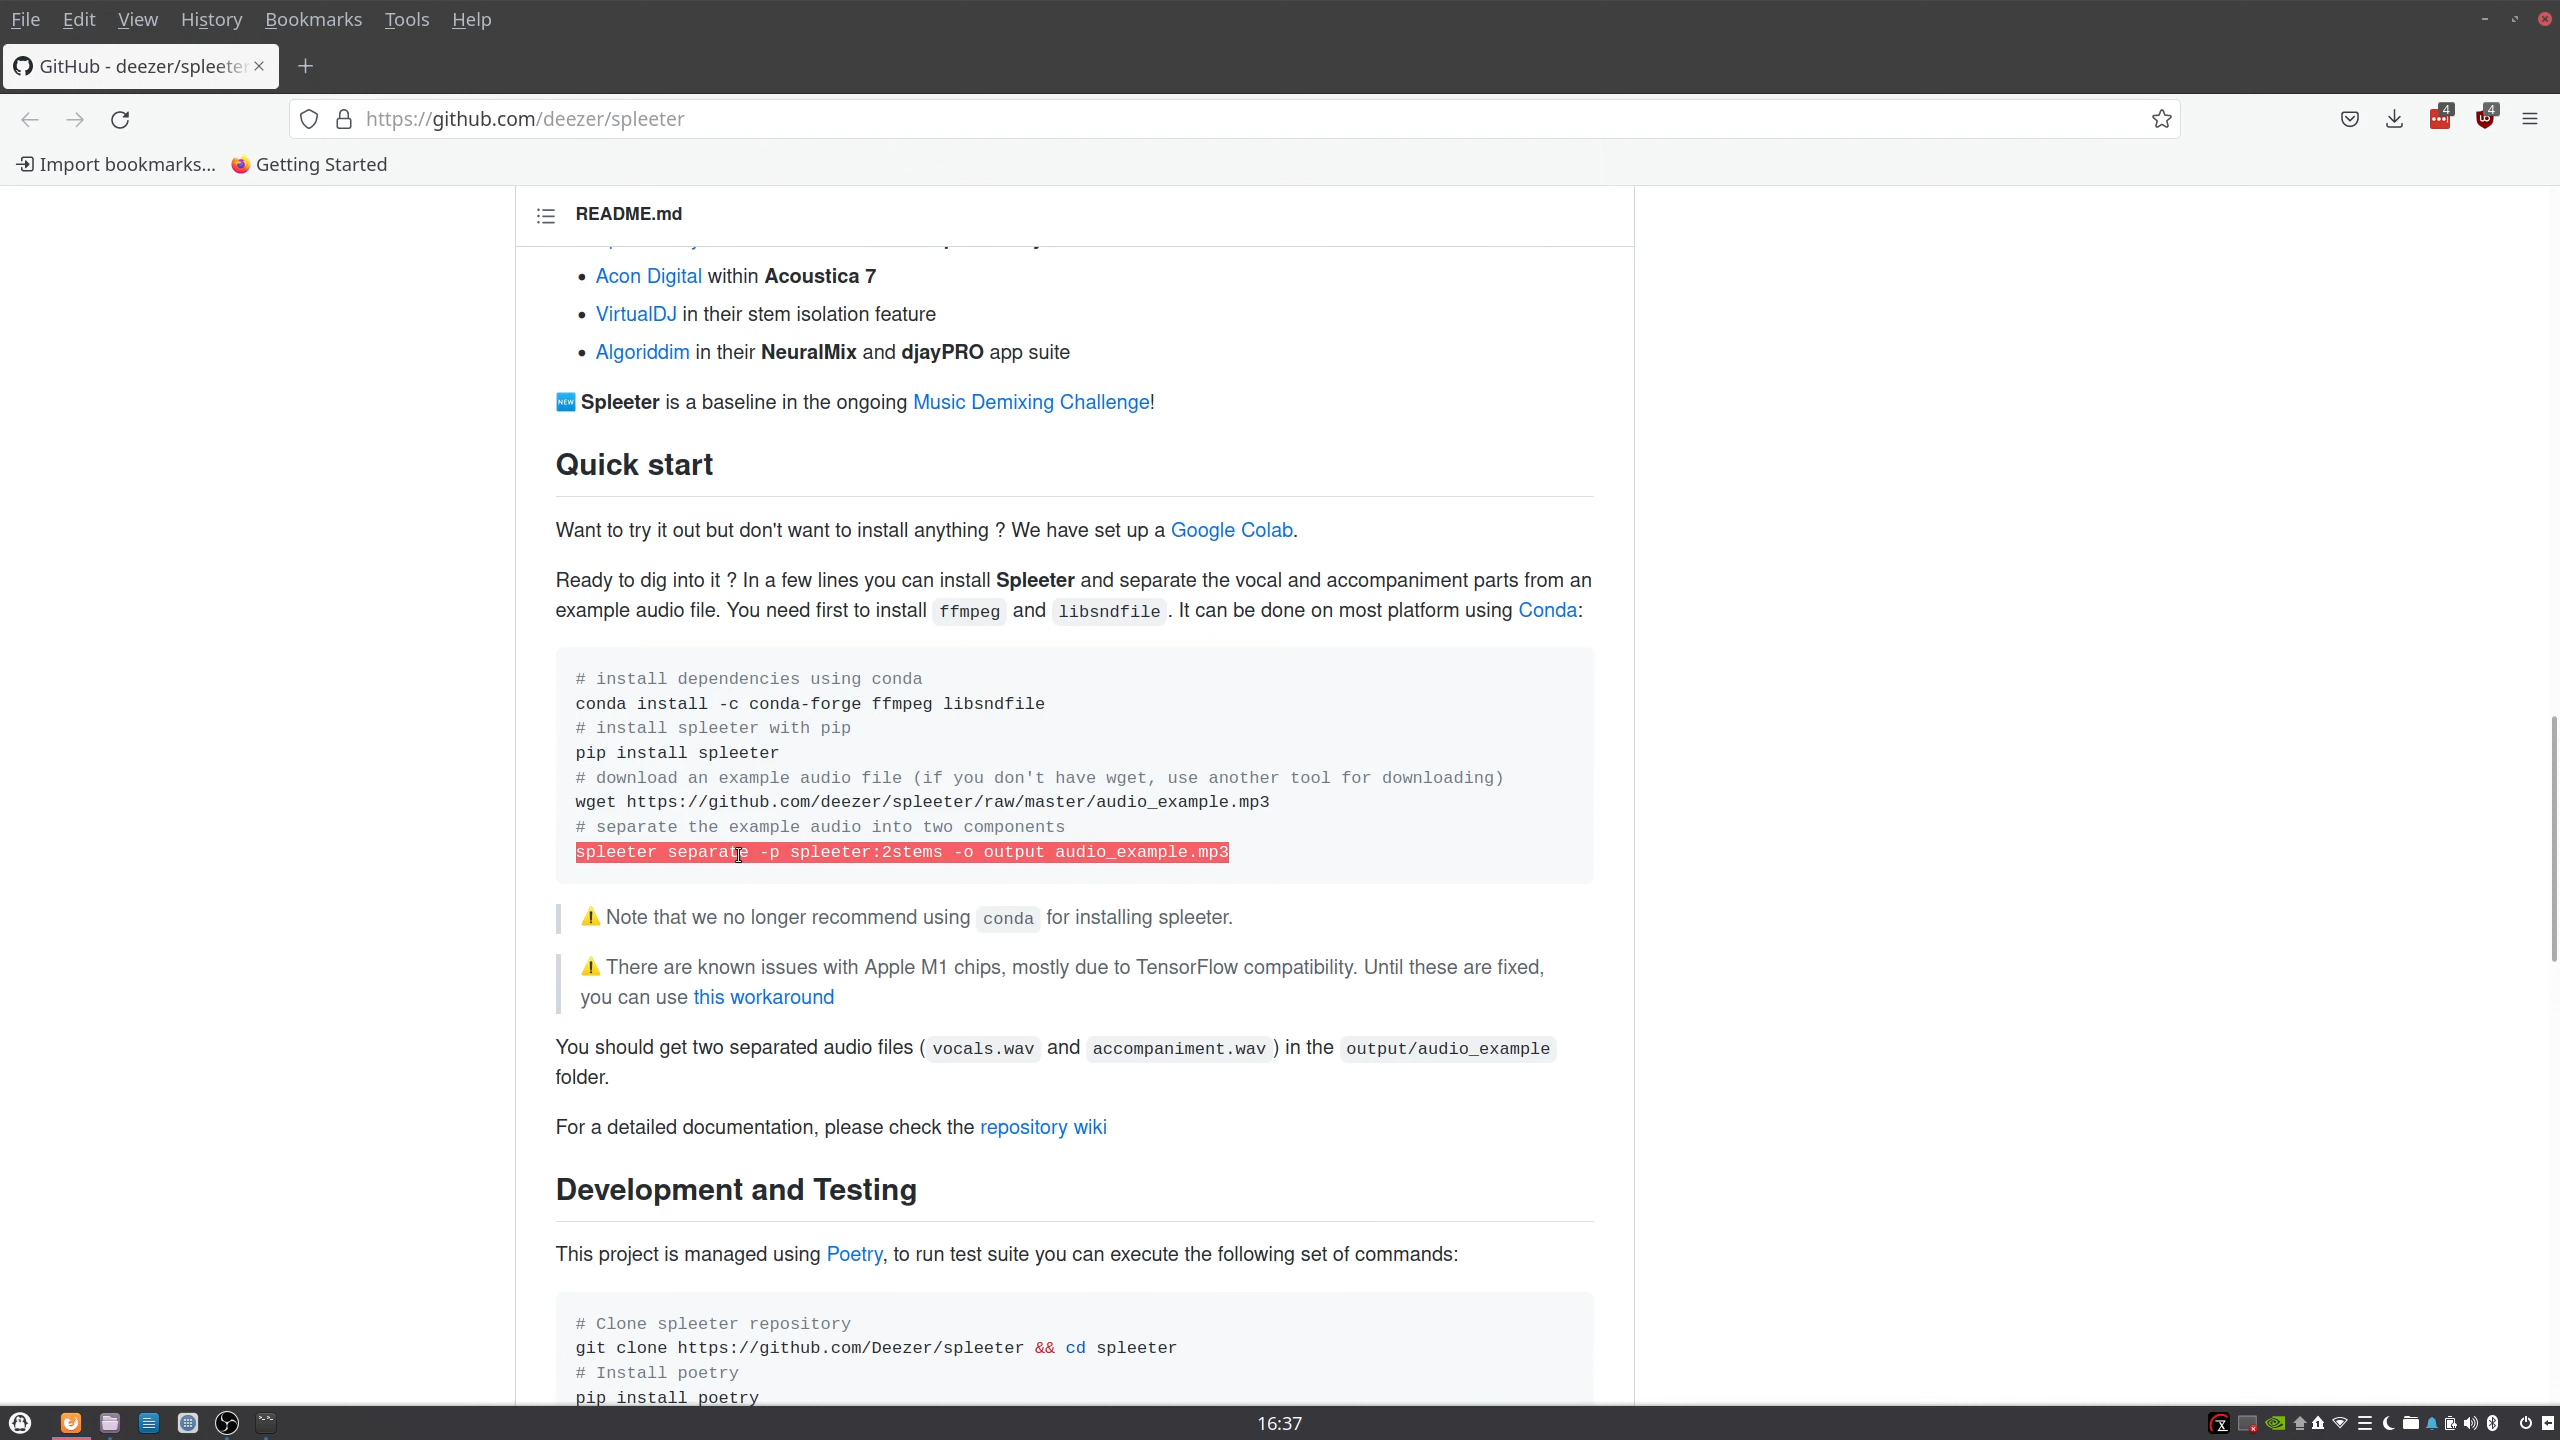 File Edit View History Bookmarks Tools Help
GitHub - deezer/spleeter
https://github.com/deezer/spleeter
4
4
Import bookmarks... Getting Started
README.md
Acon Digital within Acoustica 7
VirtualDJ in their stem isolation feature
Algoriddim in their NeuralMix and djayPRO app suite
NEW Spleeter is a baseline in the ongoing Music Demixing Challenge!
Quick start
Want to try it out but don't want to install anything ? We have set up a Google Colab.
Ready to dig into it ? In a few lines you can install Spleeter and separate the vocal and accompaniment parts from an
example audio file. You need first to install ffmpeg and libsndfile. It can be done on most platform using Conda:
# install dependencies using conda
conda install -c conda-forge ffmpeg libsndfile
# install spleeter with pip
pip install spleeter
# download an example audio file (if you don't have wget, use another tool for downloading)
wget https://github.com/deezer/spleeter/raw/master/audio_example.mp3
# separate the example audio into two components
spleeter separate -p spleeter:2stems -o output audio_example.mp3
⚠ Note that we no longer recommend using conda for installing spleeter.
⚠ There are known issues with Apple M1 chips, mostly due to TensorFlow compatibility. Until these are fixed,
you can use this workaround
You should get two separated audio files (vocals.wav and accompaniment.wav) in the output/audio_example
folder.
For a detailed documentation, please check the repository wiki
Development and Testing
This project is managed using Poetry, to run test suite you can execute the following set of commands:
# Clone spleeter repository
git clone https://github.com/Deezer/spleeter && cd spleeter
# Install poetry
pip install poetry
16:37